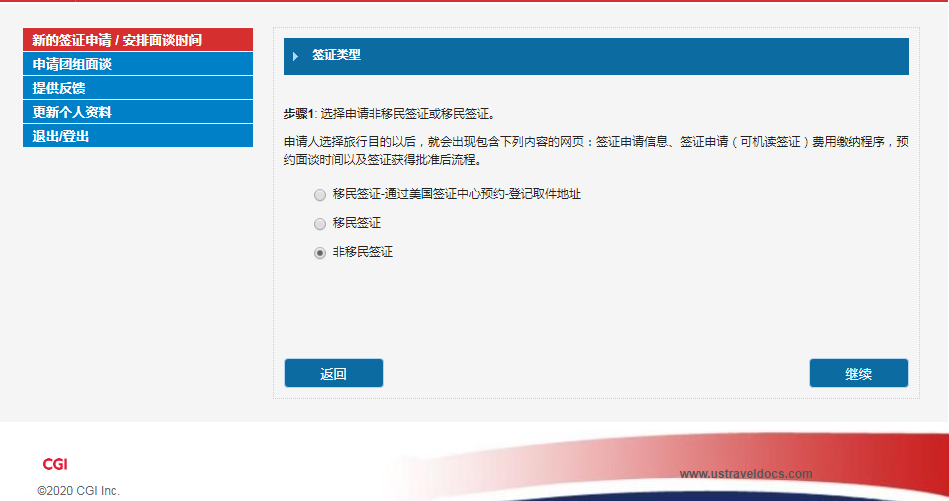 新的签证申请 / 安排面谈时间
申请团组面谈
提供反馈
更新个人资料
退出/登出
签证类型
步骤1: 选择申请非移民签证或移民签证。
申请人选择旅行目的以后，就会出现包含下列内容的网页：签证申请信息、签证申请（可机读签证）费用缴纳程序，预
约面谈时间以及签证获得批准后流程。
移民签证-通过美国签证中心预约-登记取件地址
移民签证
非移民签证
返回
继续
CGI
©2020 CGI Inc.
www.ustraveldocs.com